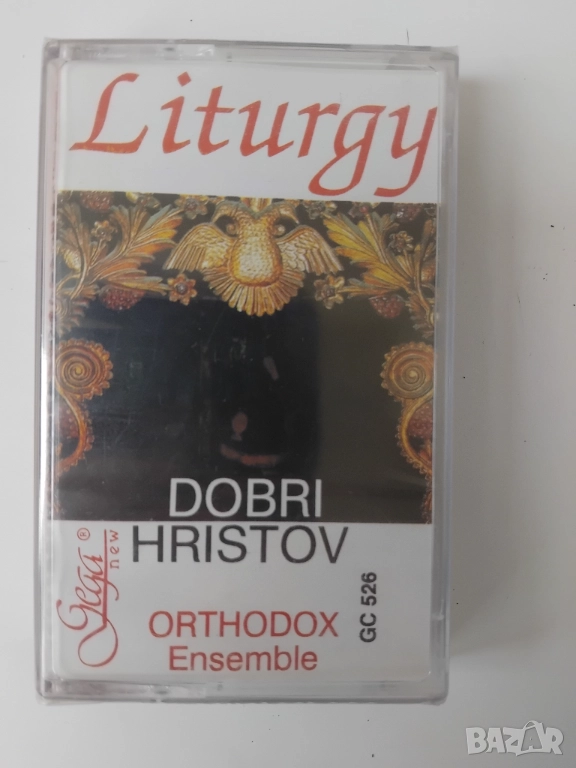 Liturgy
DOBRI
HRISTOV
Gega ®
new
ORTHODOX
Ensemble
GC 526
BAZAR